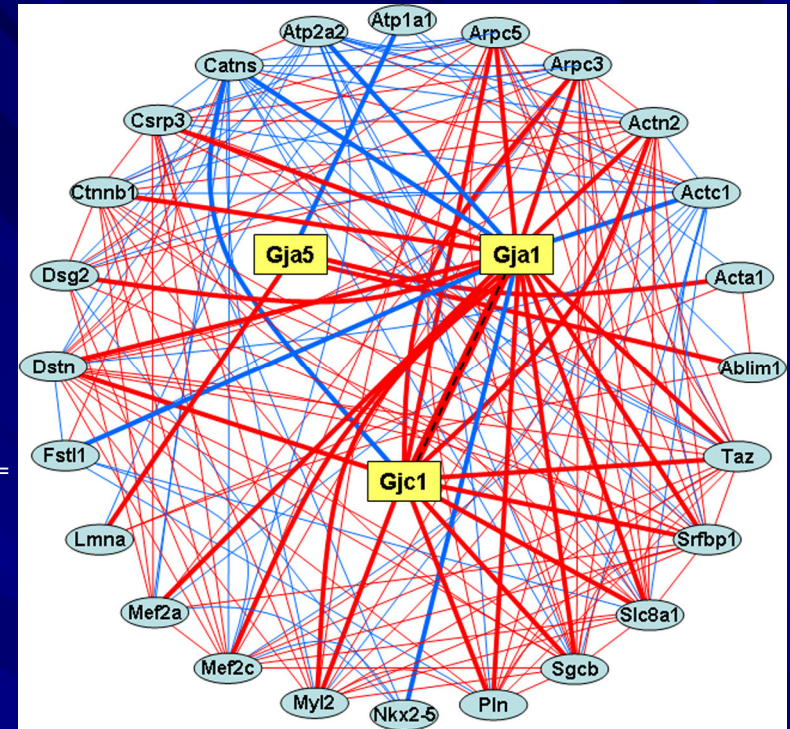 Atp1a1
Atp2a2
Arpc5
Catns
Arpc3
Csrp3
Actn2
Ctnnb1
Actc1
Gja5
Gja1
Dsg2
Acta1
Dstn
Ablim1
Fstl1
Taz
=
Gjc1
Lmna
Srfbp1
Mef2a
Slc8a1
Mef2c
Sgcb
Myl2
Nkx2-5
Pln